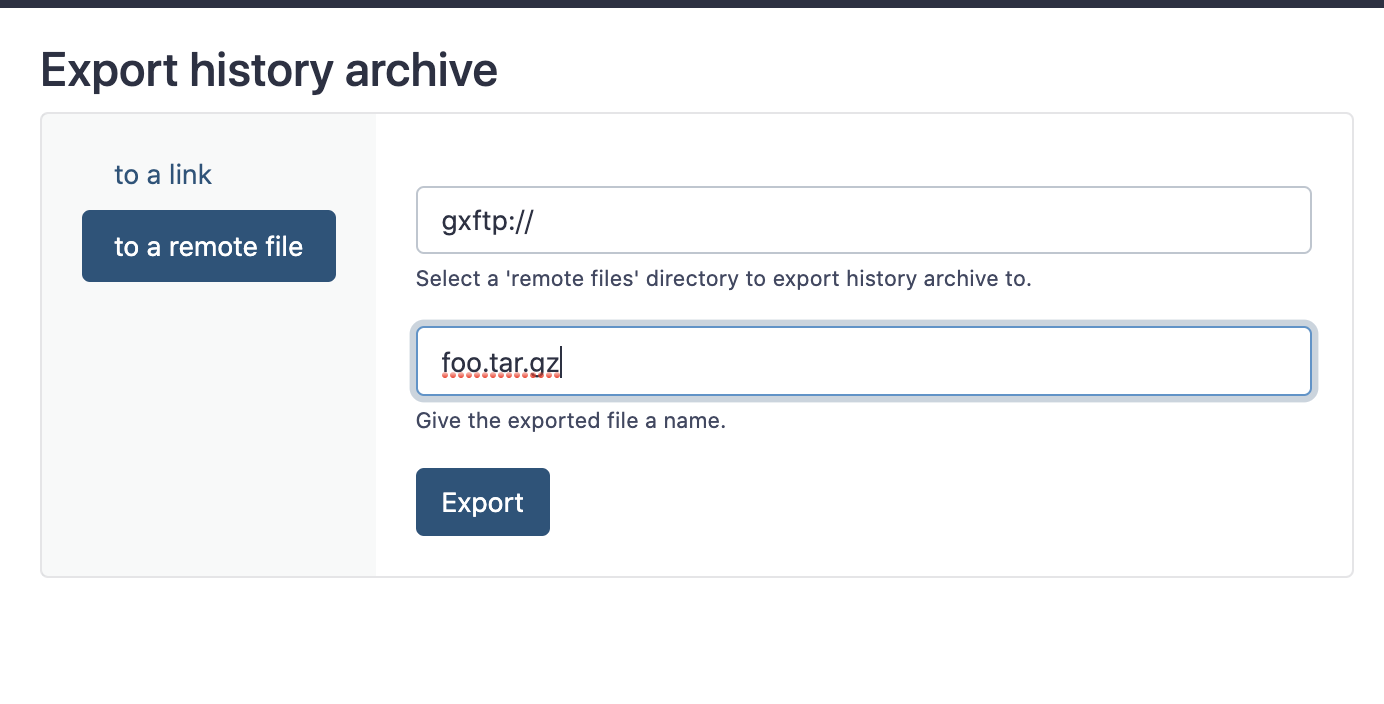 Export history archive
to a link
to a remote file
gxftp://
Select a 'remote files' directory to export history archive to.
foo.tar.gz
Give the exported file a name.
Export